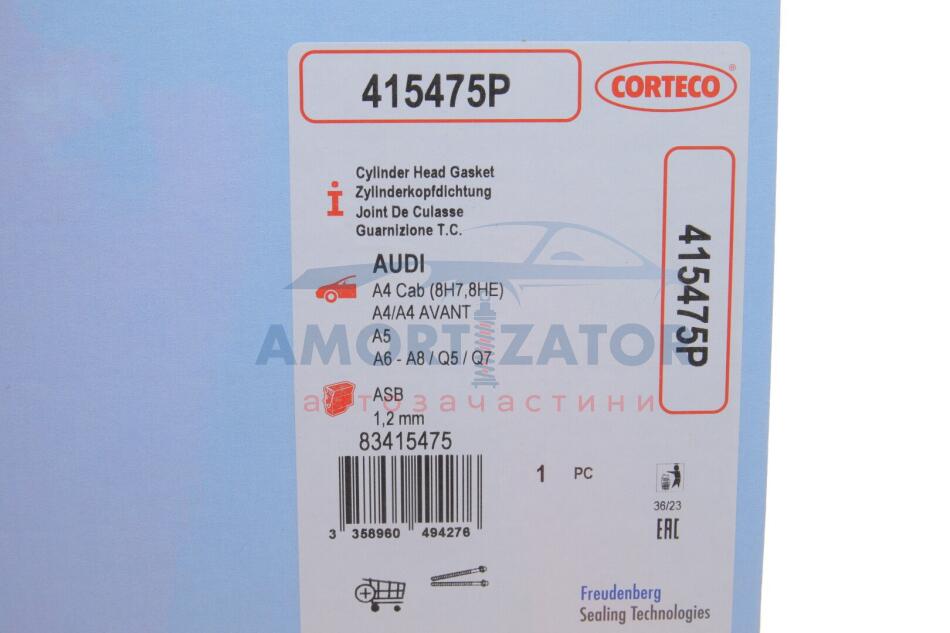 415475P
CORTECO®
Cylinder Head Gasket
Zylinderkopfdichtung
Joint De Culasse
Guarnizione T.C.
415475P
AUDI
A4 Cab (8H7,8HE)
A4/A4 AVANT
A5
A6 - A8 / Q5 / Q7
AMORTIZATOR
автозачастини
ASB
1,2 mm
83415475
1 PC
36/23
EAC
3 358960 494276
Freudenberg
Sealing Technologies